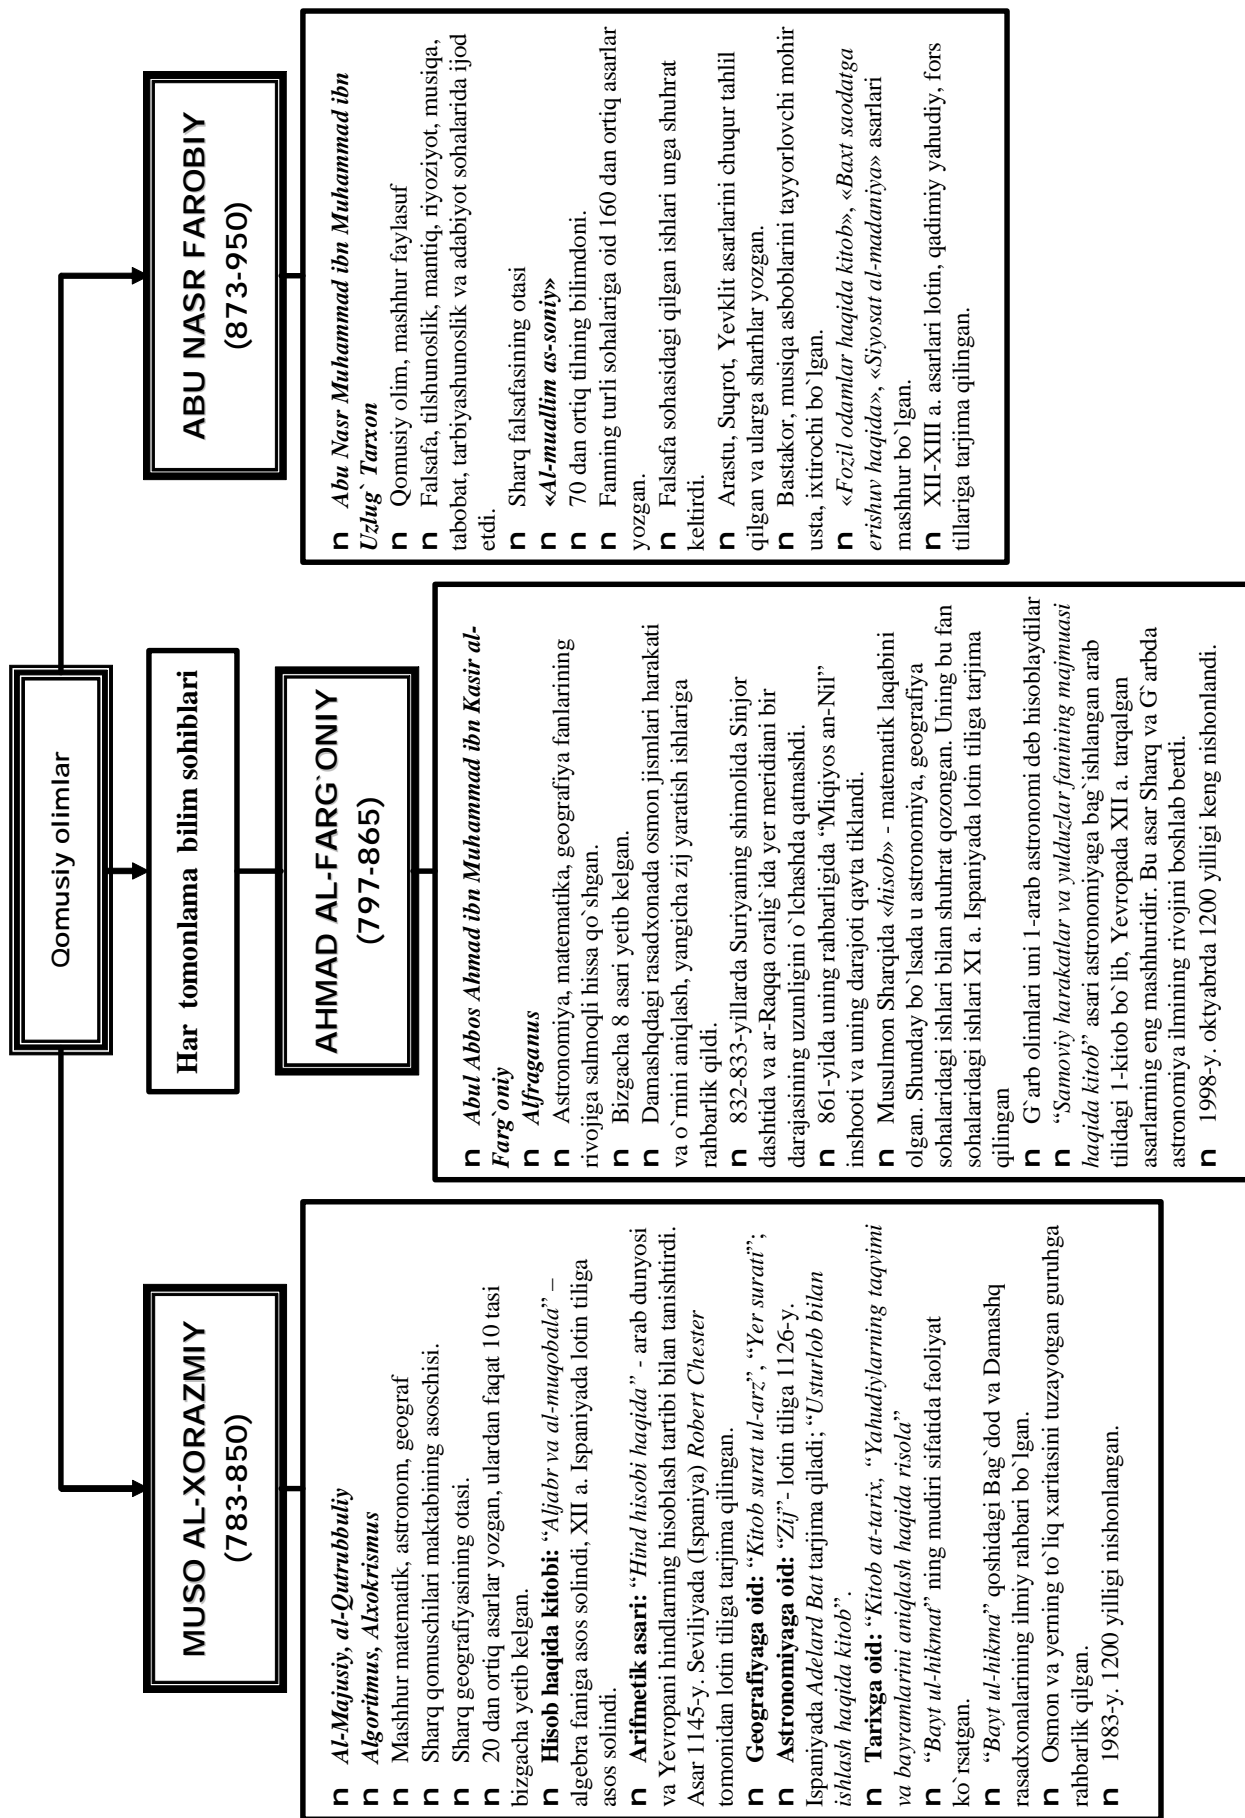 Qomusiy olimlar
Har tomonlama bilim sohiblari
MUSO AL-XORAZMIY
(783-850)
n Al-Majusiy, al-Qutrubbuliy
n Algoritmus, Alxokrismus
n Mashhur matematik, astronom, geograf
n Sharq qomuschilari maktabining asoschisi.
n Sharq geografiyasining otasi.
n 20 dan ortiq asarlar yozgan, ulardan faqat 10 tasi
bizgacha yetib kelgan.
n Hisob haqida kitobi: “Aljabr va al-muqobala” –
algebra faniga asos solindi, XII a. Ispaniyada lotin tiliga
asos solindi.
n Arifmetik asari: “Hind hisobi haqida” - arab dunyosi
va Yevropani hindlarning hisoblash tartibi bilan tanishtirdi.
Asar 1145-y. Seviliyada (Ispaniya) Robert Chester
tomonidan lotin tiliga tarjima qilingan.
n Geografiyaga oid: “Kitob surat ul-arz”, “Yer surati”;
n Astronomiyaga oid: “Zij”- lotin tiliga 1126-y.
Ispaniyada Adelard Bat tarjima qiladi; “Usturlob bilan
ishlash haqida kitob”.
n Tarixga oid: “Kitob at-tarix, “Yahudiylarning taqvimi
va bayramlarini aniqlash haqida risola”
n “Bayt ul-hikmat” ning mudiri sifatida faoliyat
ko`rsatgan.
n “Bayt ul-hikma” qoshidagi Bag`dod va Damashq
rasadxonalarining ilmiy rahbari bo`lgan.
n Osmon va yerning to`liq xaritasini tuzayotgan guruhga
rahbarlik qilgan.
n 1983-y. 1200 yilligi nishonlangan.
AHMAD AL-FARG`ONIY
(797-865)
n Abul Abbos Ahmad ibn Muhammad ibn Kasir al-
Farg`oniy
n Alfraganus
n Astronomiya, matematika, geografiya fanlarining
rivojiga salmoqli hissa qo`shgan.
n Bizgacha 8 asari yetib kelgan.
n Damashqdagi rasadxonada osmon jismlari harakati
va o`rnini aniqlash, yangicha zij yaratish ishlariga
rahbarlik qildi.
n 832-833-yillarda Suriyaning shimolida Sinjor
dashtida va ar-Raqqa oralig`ida yer meridiani bir
darajasining uzunligini o`lchashda qatnashdi.
n 861-yilda uning rahbarligida “Miqiyos an-Nil”
inshooti va uning darajoti qayta tiklandi.
n Musulmon Sharqida «hisob» - matematik laqabini
olgan. Shunday bo`lsada u astronomiya, geografiya
sohalaridagi ishlari bilan shuhrat qozongan. Uning bu fan
sohalaridagi ishlari XI a. Ispaniyada lotin tiliga tarjima
qilingan
n G`arb olimlari uni 1-arab astronomi deb hisoblaydilar
n “Samoviy harakatlar va yulduzlar fanining majmuasi
haqida kitob” asari astronomiyaga bag`ishlangan arab
tilidagi 1-kitob bo`lib, Yevropada XII a. tarqalgan
asarlarning eng mashhuridir. Bu asar Sharq va G`arbda
astronomiya ilmining rivojini boshlab berdi.
n 1998-y. oktyabrda 1200 yilligi keng nishonlandi.
ABU NASR FAROBIY
(873-950)
n Abu Nasr Muhammad ibn Muhammad ibn
Uzlug` Tarxon
n Qomusiy olim, mashhur faylasuf
n Falsafa, tilshunoslik, mantiq, riyoziyot, musiqa,
tabobat, tarbiyashunoslik va adabiyot sohalarida ijod
etdi.
n Sharq falsafasining otasi
n «Al-muallim as-soniy»
n 70 dan ortiq tilning bilimdoni.
n Fanning turli sohalariga oid 160 dan ortiq asarlar
yozgan.
n Falsafa sohasidagi qilgan ishlari unga shuhrat
keltirdi.
n Arastu, Suqrot, Yevklit asarlarini chuqur tahlil
qilgan va ularga sharhlar yozgan.
n Bastakor, musiqa asboblarini tayyorlovchi mohir
usta, ixtirochi bo`lgan.
n «Fozil odamlar haqida kitob», «Baxt saodatga
erishuv haqida», «Siyosat al-madaniya» asarlari
mashhur bo`lgan.
n XII-XIII a. asarlari lotin, qadimiy yahudiy, fors
tillariga tarjima qilingan.